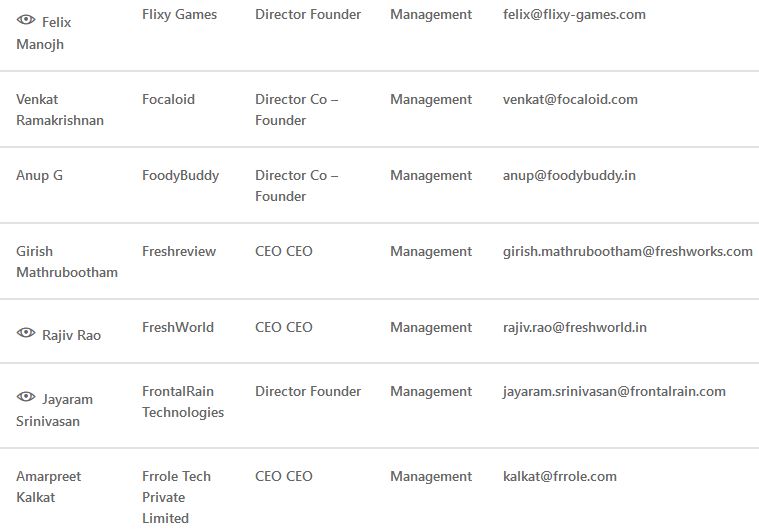 Felix Manojh Flixy Games Director Founder Management felix@flixy-games.com
Venkat Ramakrishnan Focaloid Director Co – Founder Management venkat@focaloid.com
Anup G FoodyBuddy Director Co – Founder Management anup@foodybuddy.in
Girish Mathrubootham Freshreview CEO CEO Management girish.mathrubootham@freshworks.com
Rajiv Rao FreshWorld CEO CEO Management rajiv.rao@freshworld.in
Jayaram Srinivasan FrontalRain Technologies Director Founder Management jayaram.srinivasan@frontalrain.com
Amarpreet Kalkat Frrole Tech Private Limited CEO CEO Management kalkat@frrole.com